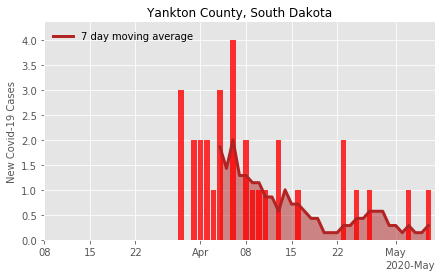 Yankton County, South Dakota
7 day moving average
New Covid-19 Cases
4.0
3.5
3.0
2.5
2.0
1.5
1.0
0.5
0.0
08 15 22 Apr 08 15 22 May
2020-May